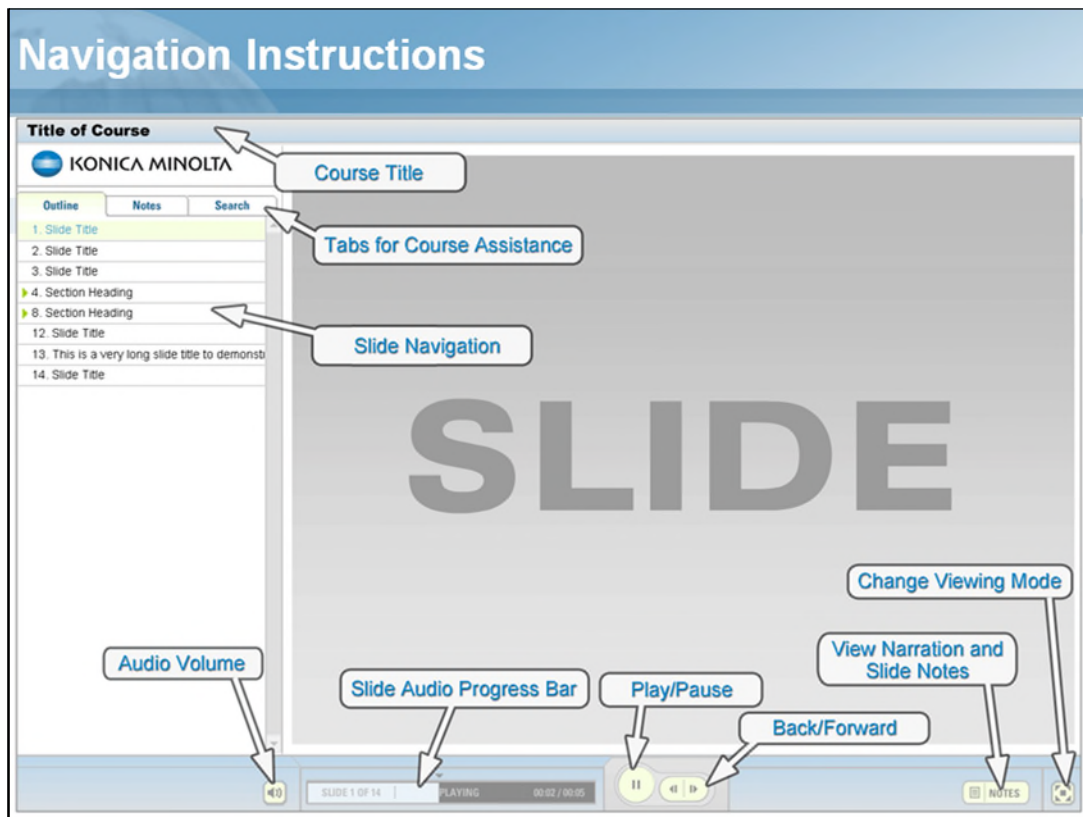 Navigation Instructions
Title of Course
KONICA MINOLTA
Course Title
Outline Notes Search
Tabs for Course Assistance
1. Slide Title
2. Slide Title
3. Slide Title
4. Section Heading
8. Section Heading
12. Slide Title
13. This is a very long slide title to demonst
14. Slide Title
Slide Navigation
SLIDE
Change Viewing Mode
View Narration and
Slide Notes
Audio Volume
Slide Audio Progress Bar
Play/Pause
Back/Forward
SLIDE 1 OF 14 PLAYING 00:02 / 00:05
NOTES